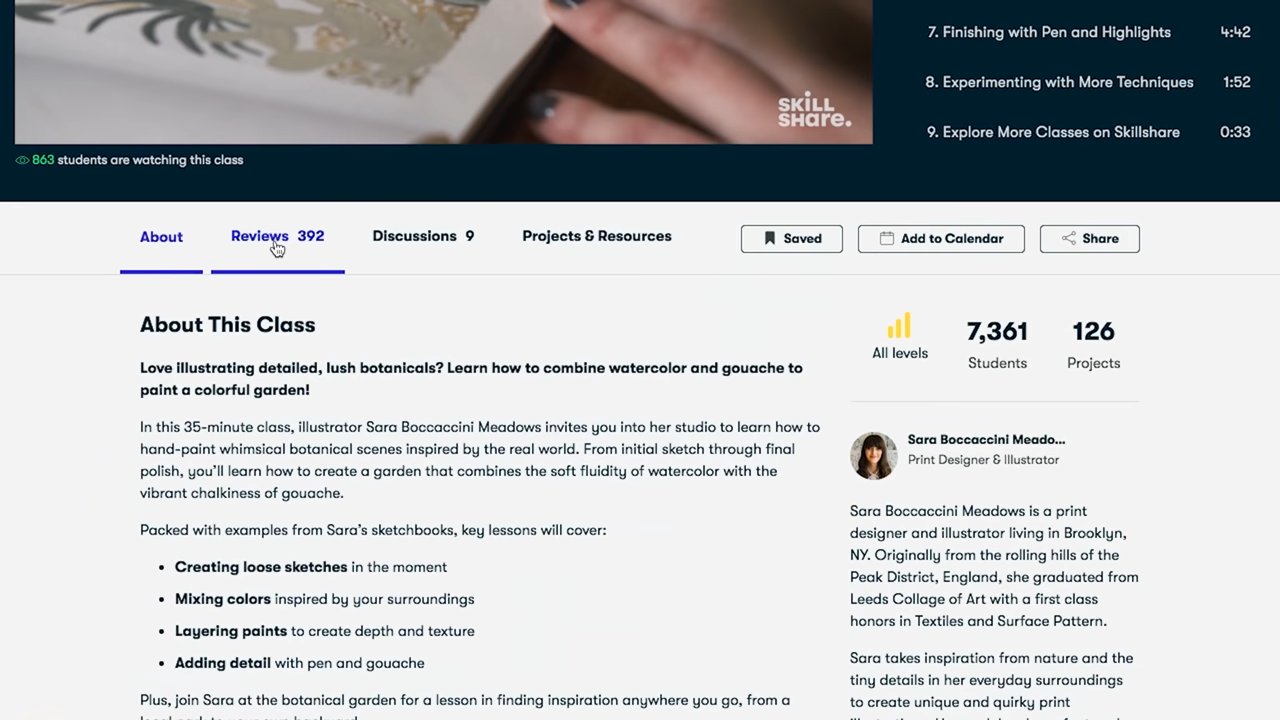 SKILL
SHare.
7. Finishing with Pen and Highlights 4:42
8. Experimenting with More Techniques 1:52
9. Explore More Classes on Skillshare 0:33
863 students are watching this class
About
Reviews 392
Discussions 9
Projects & Resources
Saved
Add to Calendar
Share
About This Class
Love illustrating detailed, lush botanicals? Learn how to combine watercolor and gouache to
paint a colorful garden!
In this 35-minute class, illustrator Sara Boccaccini Meadows invites you into her studio to learn how to
hand-paint whimsical botanical scenes inspired by the real world. From initial sketch through final
polish, you'll learn how to create a garden that combines the soft fluidity of watercolor with the
vibrant chalkiness of gouache.
Packed with examples from Sara's sketchbooks, key lessons will cover:
• Creating loose sketches in the moment
• Mixing colors inspired by your surroundings
• Layering paints to create depth and texture
• Adding detail with pen and gouache
Plus, join Sara at the botanical garden for a lesson in finding inspiration anywhere you go, from a
All levels
7,361
Students
126
Projects
Sara Boccaccini Meado...
Print Designer & Illustrator
Sara Boccaccini Meadows is a print
designer and illustrator living in Brooklyn,
NY. Originally from the rolling hills of the
Peak District, England, she graduated from
Leeds Collage of Art with a first class
honors in Textiles and Surface Pattern.
Sara takes inspiration from nature and the
tiny details in her everyday surroundings
to create unique and quirky print